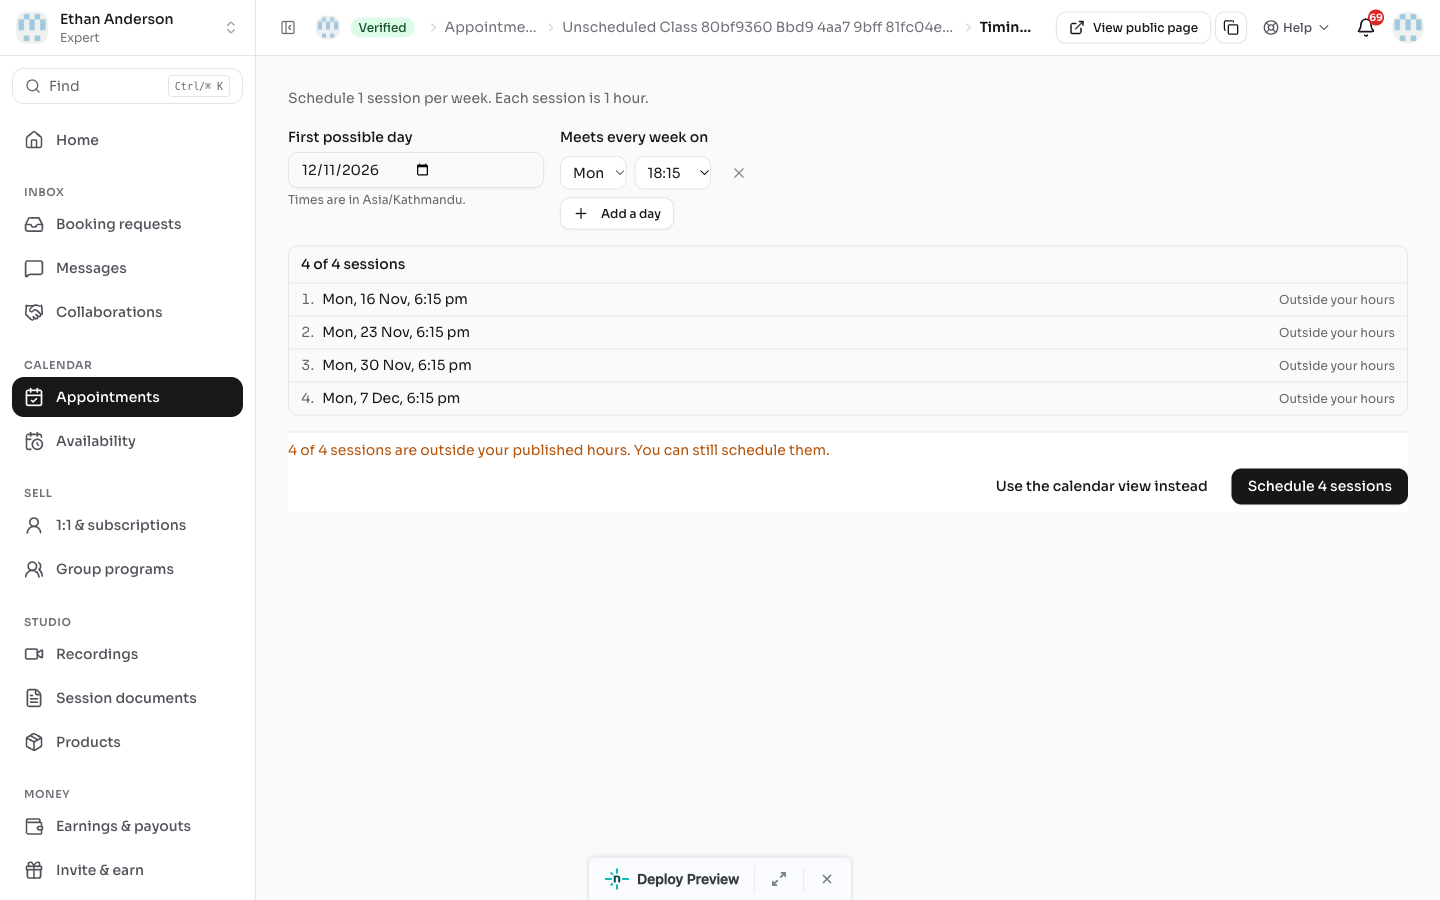 Ethan Anderson
Expert
Verified
Appointme...
Unscheduled Class 80bf9360 Bbd9 4aa7 9bff 81fc04e...
Timin...
View public page
Help
69
Find
Ctrl/⌘ K
Home
INBOX
Booking requests
Messages
Collaborations
CALENDAR
Appointments
Availability
SELL
1:1 & subscriptions
Group programs
STUDIO
Recordings
Session documents
Products
MONEY
Earnings & payouts
Invite & earn
Schedule 1 session per week. Each session is 1 hour.
First possible day
12/11/2026
Times are in Asia/Kathmandu.
Meets every week on
Mon
18:15
Add a day
4 of 4 sessions
1. Mon, 16 Nov, 6:15 pm Outside your hours
2. Mon, 23 Nov, 6:15 pm Outside your hours
3. Mon, 30 Nov, 6:15 pm Outside your hours
4. Mon, 7 Dec, 6:15 pm Outside your hours
4 of 4 sessions are outside your published hours. You can still schedule them.
Use the calendar view instead
Schedule 4 sessions
Deploy Preview